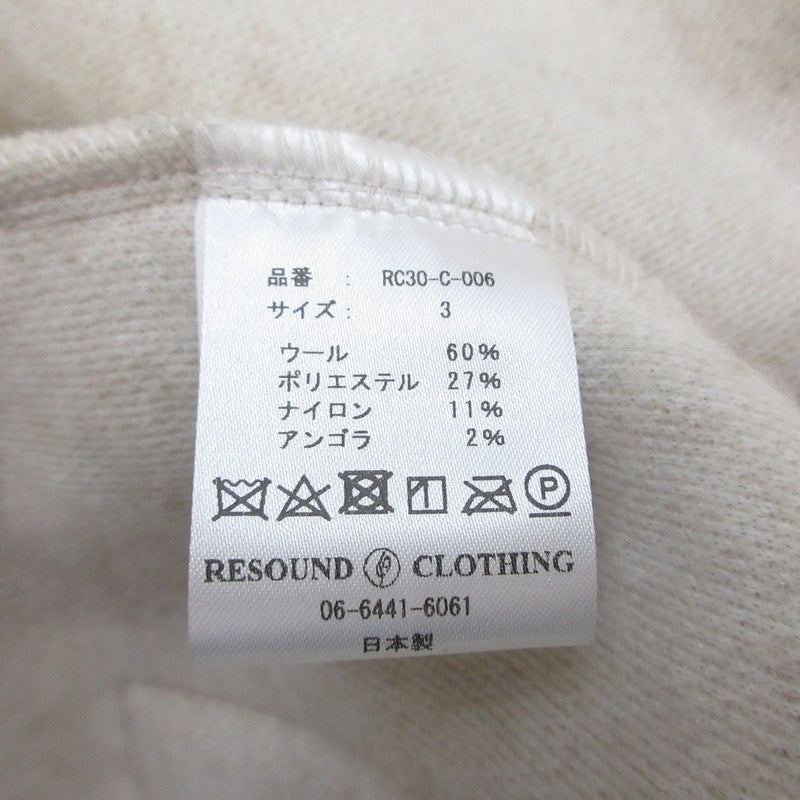 品番 : RC30-C-006
サイズ: 3
ウール 60%
ポリエステル 27%
ナイロン 11%
アンゴラ 2%
P
RESOUND CLOTHING
06-6441-6061
日本製